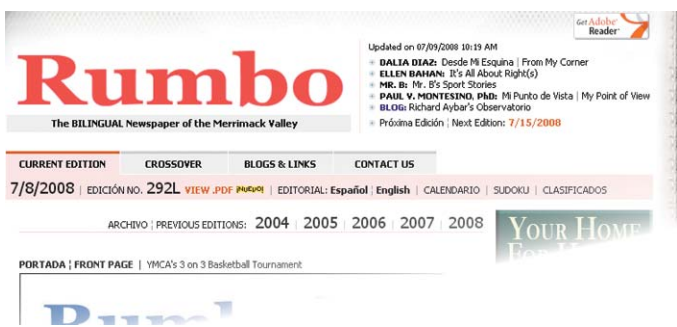 Get Adobe
Reader
Rumbo
The BILINGUAL Newspaper of the Merrimack Valley
Updated on 07/09/2008 10:19 AM
DALIA DIAZ: Desde Mi Esquina | From My Corner
ELLEN BAHAN: It's All About Right(s)
MR. B: Mr. B's Sport Stories
PAUL V. MONTESINO, PhD: Mi Punto de Vista | My Point of View
BLOG: Richard Aybar's Observatorio
Próxima Edición | Next Edition: 7/15/2008
CURRENT EDITION CROSSOVER BLOGS & LINKS CONTACT US
7/8/2008 | EDICIÓN NO. 292L VIEW .PDF ¡NUEVO! | EDITORIAL: Español | English | CALENDARIO | SUDOKU | CLASIFICADOS
ARCHIVO | PREVIOUS EDITIONS: 2004 | 2005 | 2006 | 2007 | 2008
YOUR HOME
PORTADA | FRONT PAGE | YMCA's 3 on 3 Basketball Tournament
Rumbo